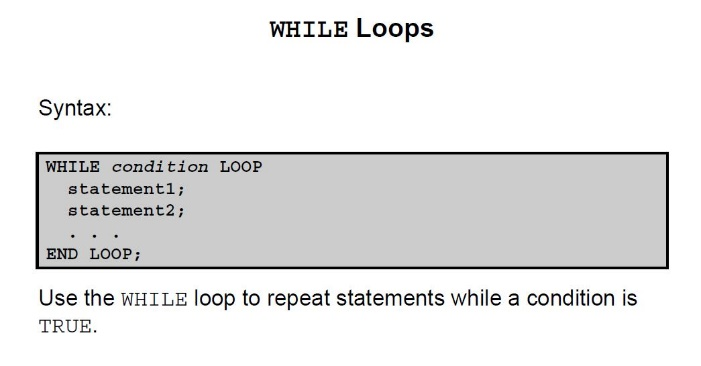 WHILE Loops
Syntax:
WHILE condition LOOP
statement1;
statement2;
. . .
END LOOP;
Use the WHILE loop to repeat statements while a condition is
TRUE.